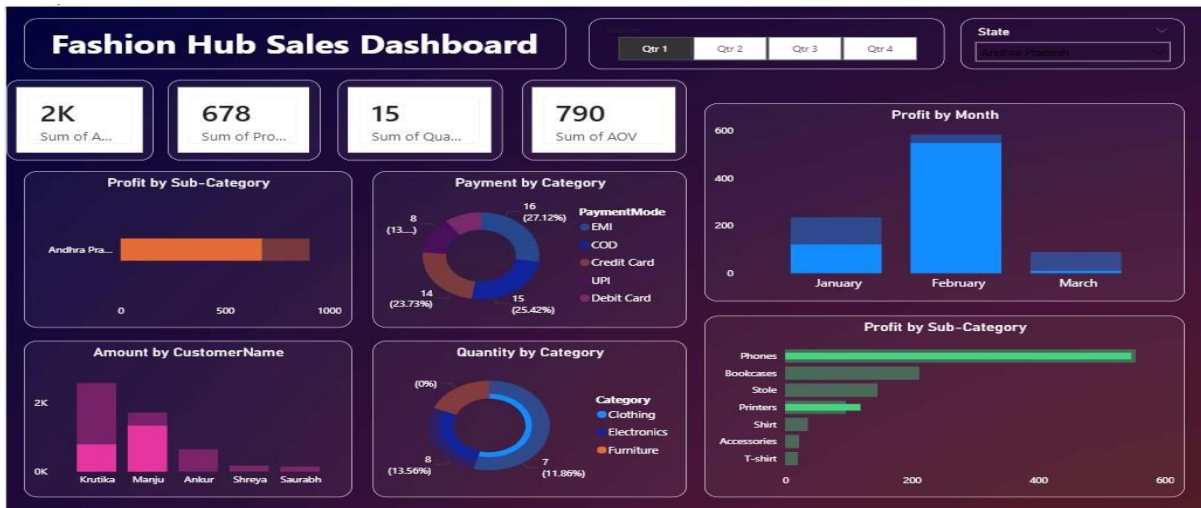 Fashion Hub Sales Dashboard
Qtr 1
Qtr 2
Qtr 3
Qtr 4
State
Andhra Pradesh
2K
Sum of A...
678
Sum of Pro...
15
Sum of Qua...
790
Sum of AOV
Profit by Sub-Category
Andhra Pra...
0
500
1000
Payment by Category
16
(27.12%)
8
(13....)
14
(23.73%)
15
(25.42%)
PaymentMode
EMI
COD
Credit Card
UPI
Debit Card
Profit by Month
600
400
200
0
January
February
March
Amount by CustomerName
2K
0K
Krutika
Manju
Ankur
Shreya
Saurabh
Quantity by Category
(0%)
8
(13.56%)
7
(11.86%)
Category
Clothing
Electronics
Furniture
Profit by Sub-Category
Phones
Bookcases
Stole
Printers
Shirt
Accessories
T-shirt
0
200
400
600